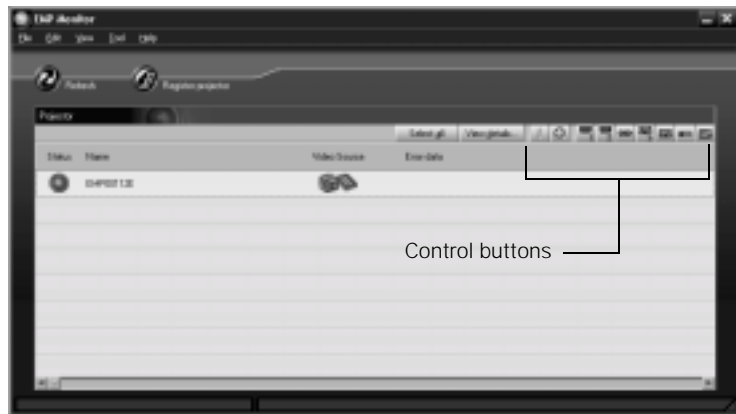 EMP Monitor
File Edit View Tool Help
Refresh Register projector
Projector
Select all View details...
Status Name Video Source Error data
Control buttons